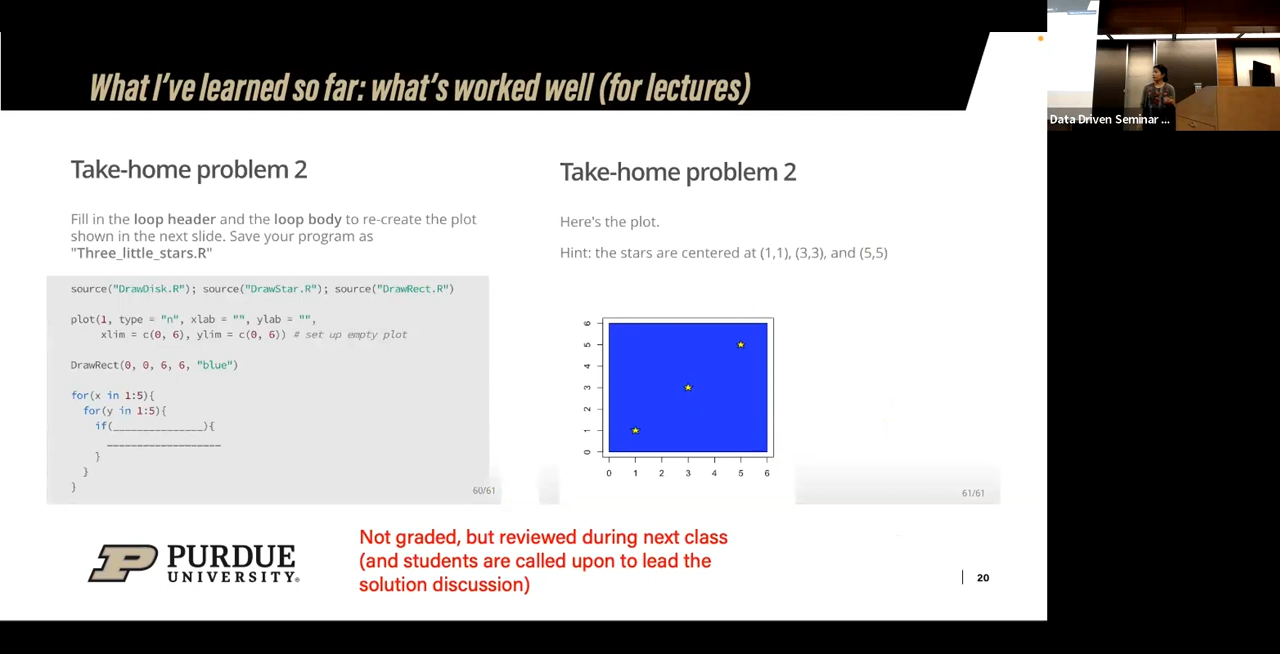 What I've learned so far: what's worked well (for lectures)
Data Driven Seminar ...
Take-home problem 2
Fill in the loop header and the loop body to re-create the plot
shown in the next slide. Save your program as
"Three_little_stars.R"
source("DrawDisk.R"); source("DrawStar.R"); source("DrawRect.R")
plot(1, type = "n", xlab = "", ylab = "",
xlim = c(0, 6), ylim = c(0, 6)) # set up empty plot
DrawRect(0, 0, 6, 6, "blue")
for(x in 1:5){
for(y in 1:5){
if(______________){
__________________
}
}
}
60/61
Take-home problem 2
Here's the plot.
Hint: the stars are centered at (1,1), (3,3), and (5,5)
6
5
4
3
2
1
0
0 1 2 3 4 5 6
61/61
Not graded, but reviewed during next class
(and students are called upon to lead the
solution discussion)
PURDUE
UNIVERSITY®
20